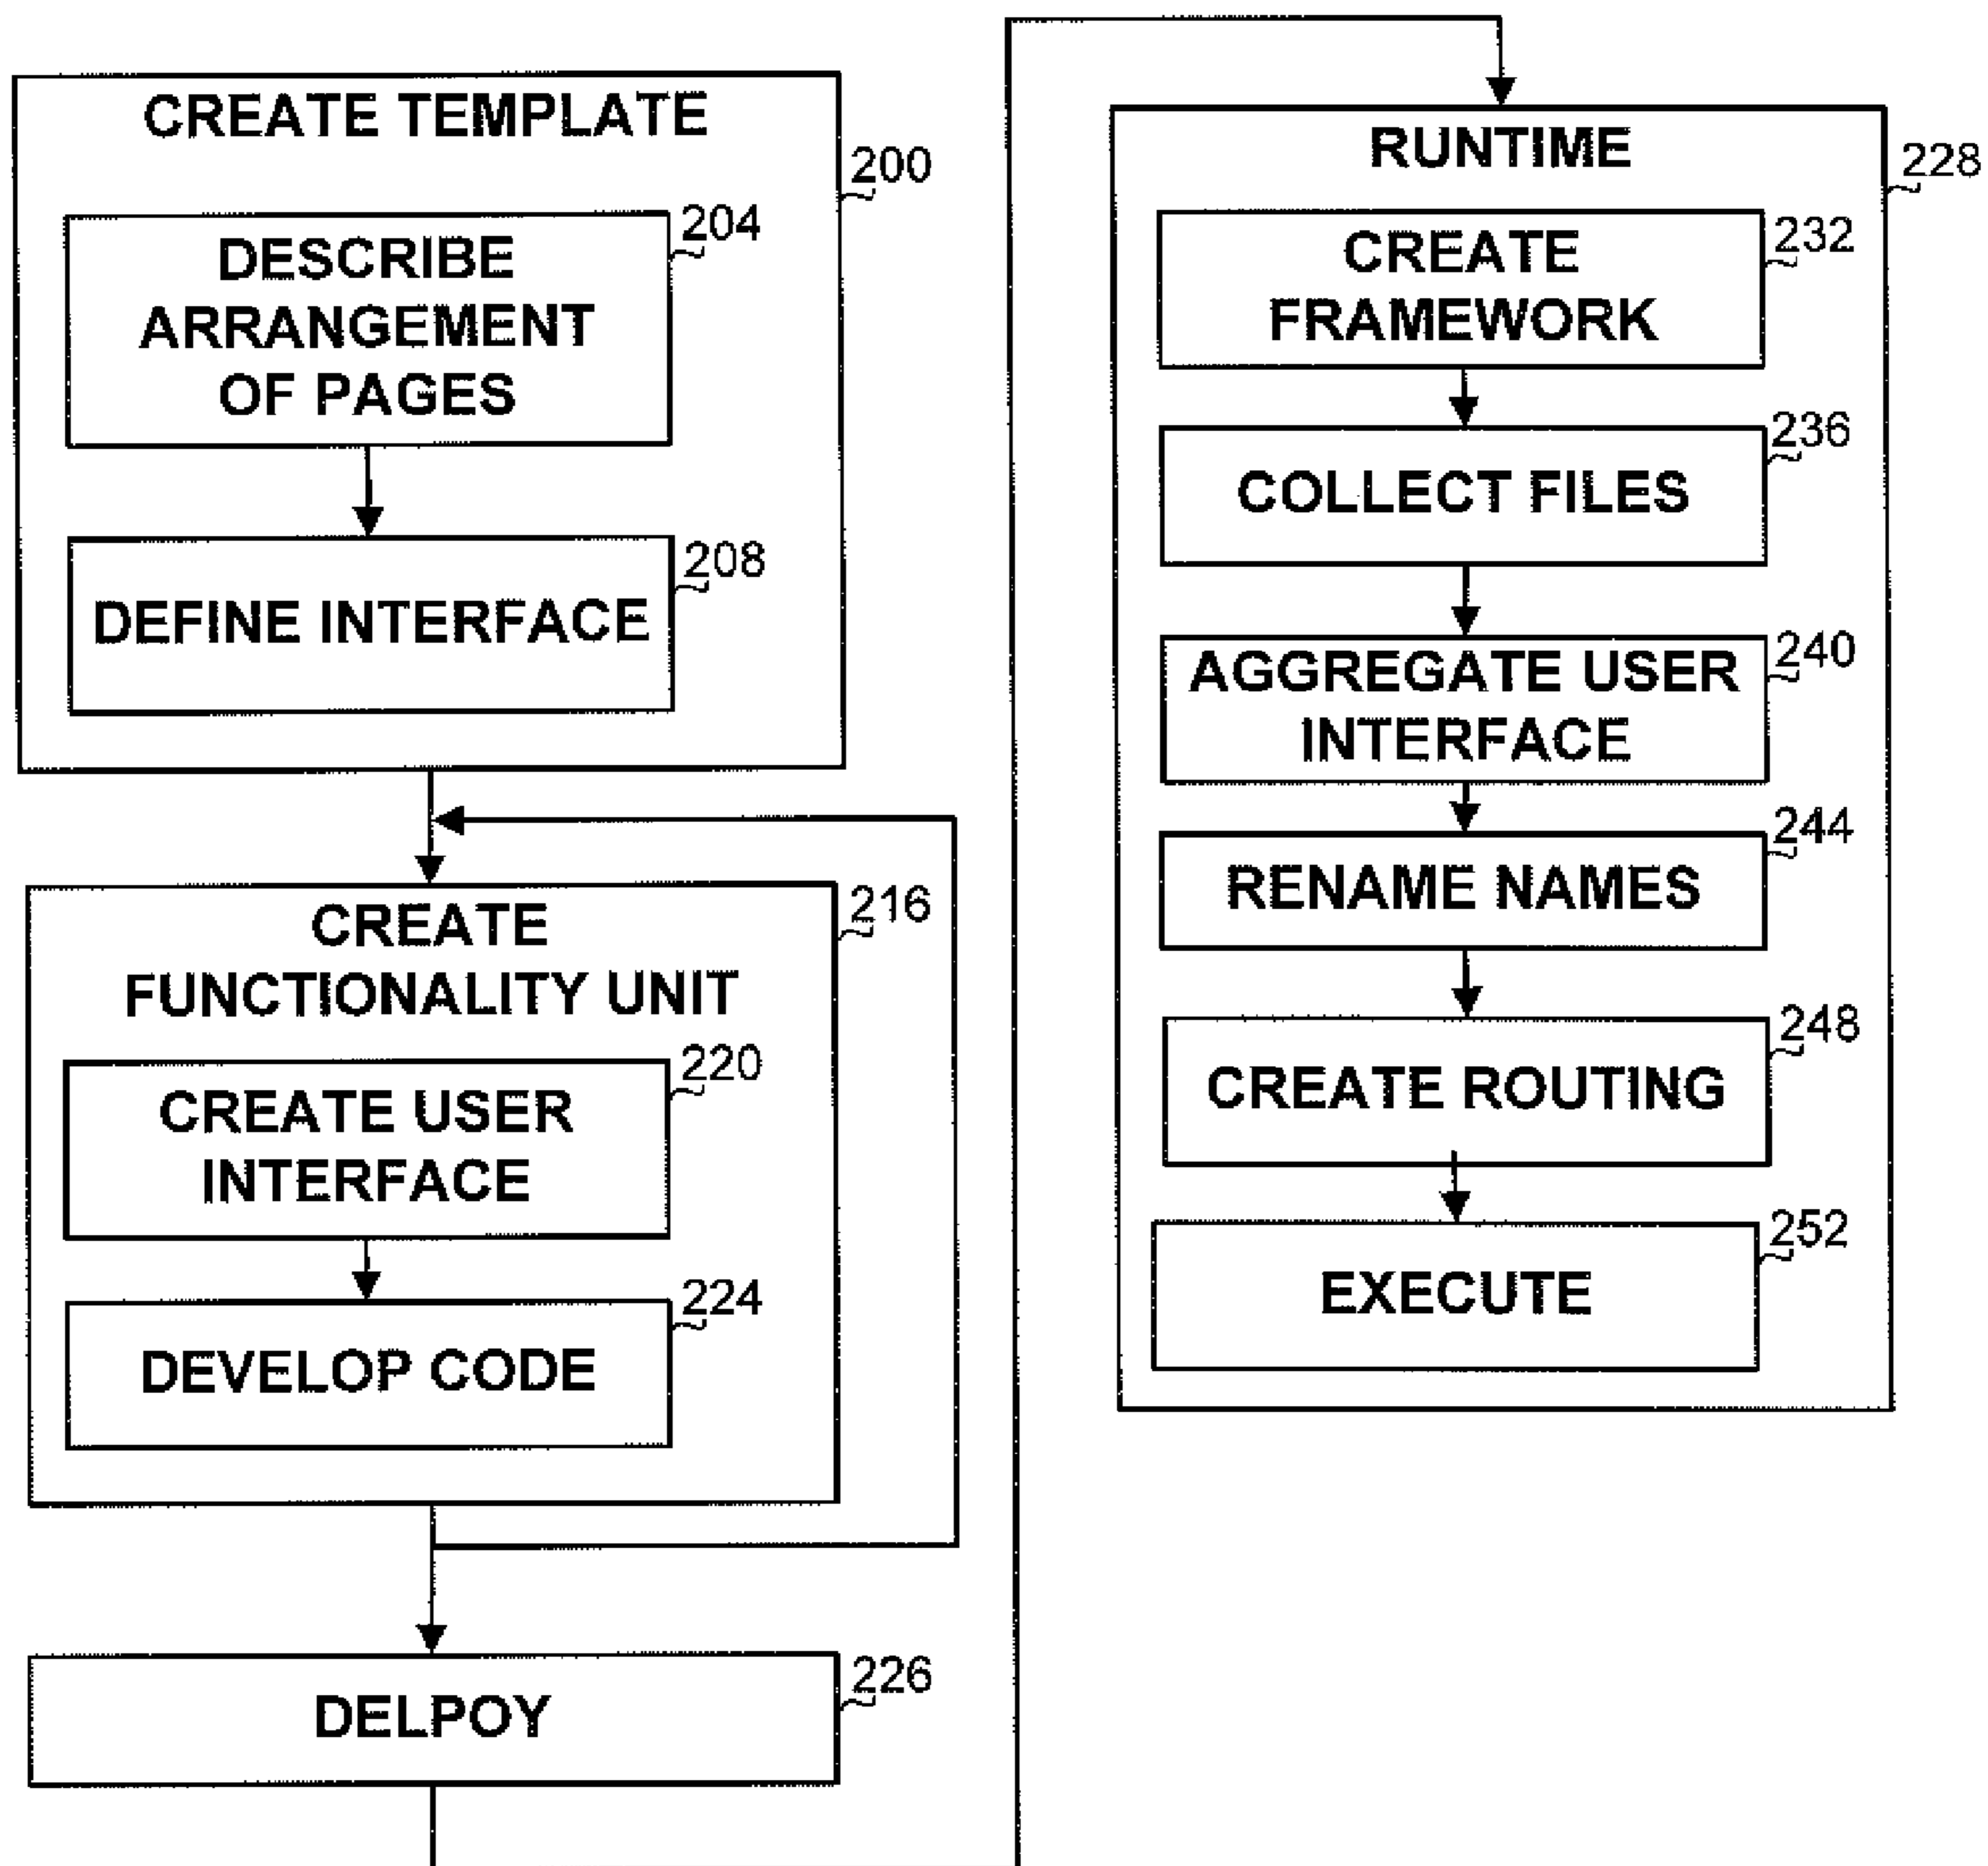 CREATE TEMPLATE
200
204
DESCRIBE
ARRANGEMENT
OF PAGES
208
DEFINE INTERFACE
216
CREATE
FUNCTIONALITY UNIT
220
CREATE USER
INTERFACE
224
DEVELOP CODE
226
DELPOY
RUNTIME
228
232
CREATE
FRAMEWORK
236
COLLECT FILES
240
AGGREGATE USER
INTERFACE
244
RENAME NAMES
248
CREATE ROUTING
252
EXECUTE